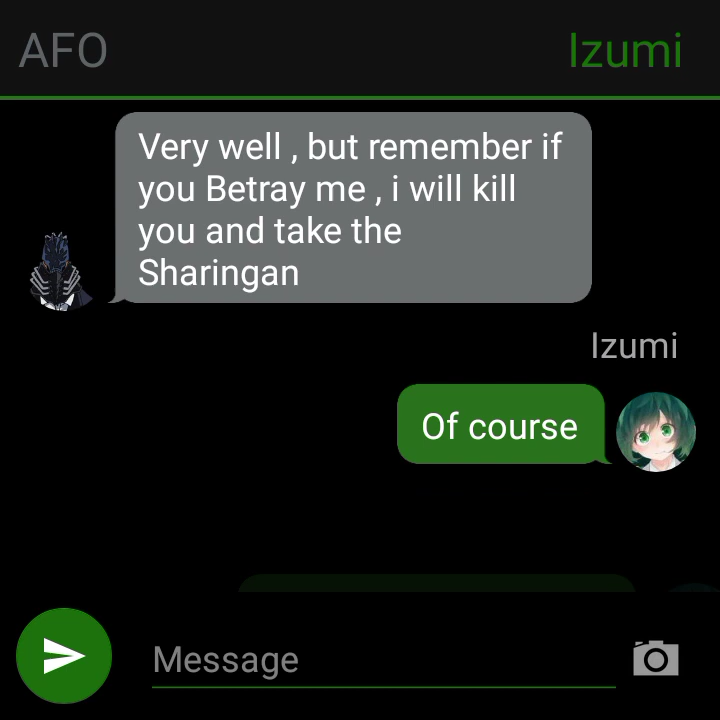 AFO Izumi
Very well , but remember if
you Betray me , i will kill
you and take the
Sharingan
Izumi
Of course
Message